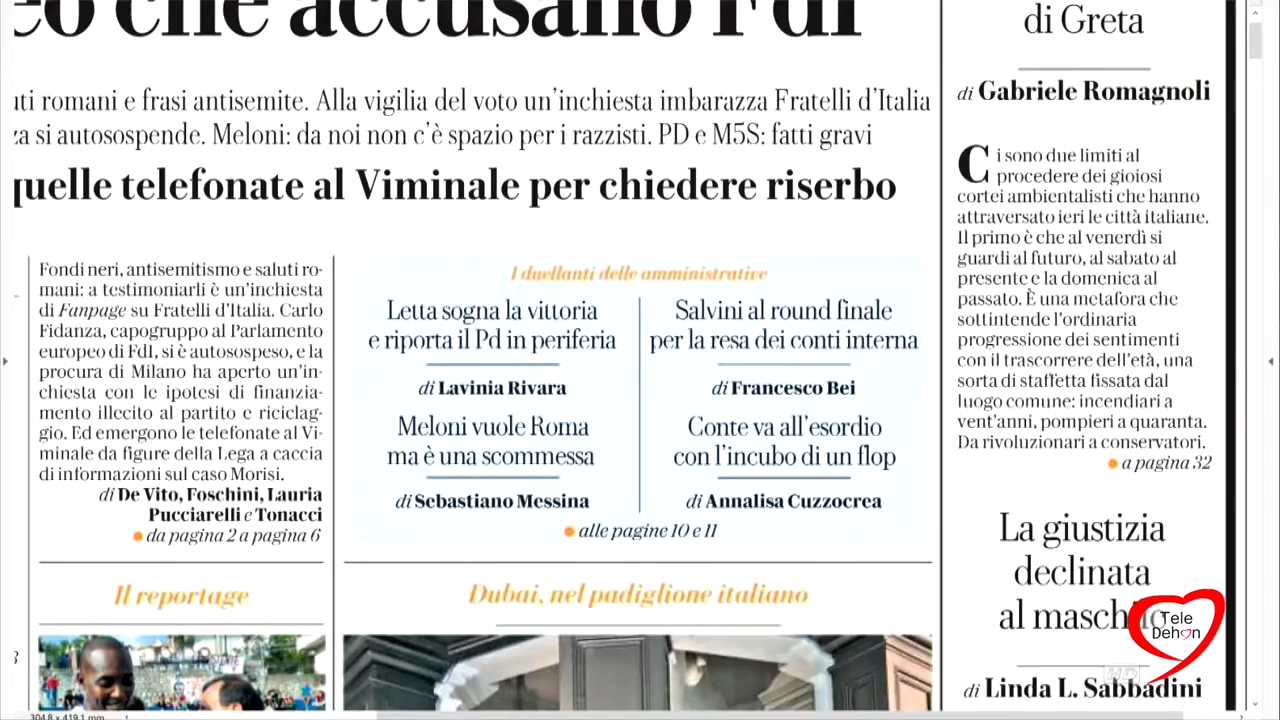 eo che accusano FdI
uti romani e frasi antisemite. Alla vigilia del voto un'inchiesta imbarazza Fratelli d'Italia
za si autosospende. Meloni: da noi non c'è spazio per i razzisti. PD e M5S: fatti gravi
quelle telefonate al Viminale per chiedere riserbo
Fondi neri, antisemitismo e saluti ro-
mani: a testimoniarli è un'inchiesta
di Fanpage su Fratelli d'Italia. Carlo
Fidanza, capogruppo al Parlamento
europeo di FdI, si è autosospeso, e la
procura di Milano ha aperto un'in-
chiesta con le ipotesi di finanzia-
mento illecito al partito e riciclag-
gio. Ed emergono le telefonate al Vi-
minale da figure della Lega a caccia
di informazioni sul caso Morisi.
di De Vito, Foschini, Lauria
Pucciarelli e Tonacci
da pagina 2 a pagina 6
I duellanti delle amministrative
Letta sogna la vittoria
e riporta il Pd in periferia
di Lavinia Rivara
Meloni vuole Roma
ma è una scommessa
di Sebastiano Messina
Salvini al round finale
per la resa dei conti interna
di Francesco Bei
Conte va all'esordio
con l'incubo di un flop
di Annalisa Cuzzocrea
alle pagine 10 e 11
Il reportage
Dubai, nel padiglione italiano
di Greta
di Gabriele Romagnoli
Ci sono due limiti al
procedere dei gioiosi
cortei ambientalisti che hanno
attraversato ieri le città italiane.
Il primo è che al venerdì si
guardi al futuro, al sabato al
presente e la domenica al
passato. È una metafora che
sottintende l'ordinaria
progressione dei sentimenti
con il trascorrere dell'età, una
sorta di staffetta fissata dal
luogo comune: incendiari a
vent'anni, pompieri a quaranta.
Da rivoluzionari a conservatori.
a pagina 32
La giustizia
declinata
al maschio
di Linda L. Sabbadini
Tele
Dehon
HD
304,8 x 419,1 mm